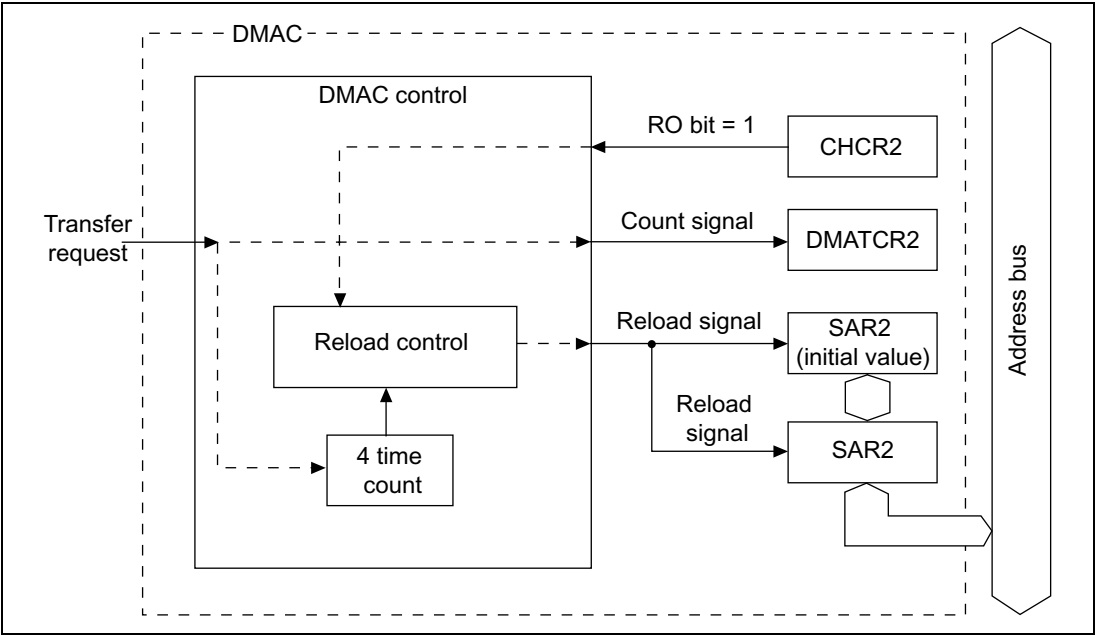 DMAC
DMAC control
RO bit = 1
CHCR2
Transfer
request
Count signal
DMATCR2
Reload control
Reload signal
SAR2
(initial value)
Reload
signal
SAR2
4 time
count
Address bus